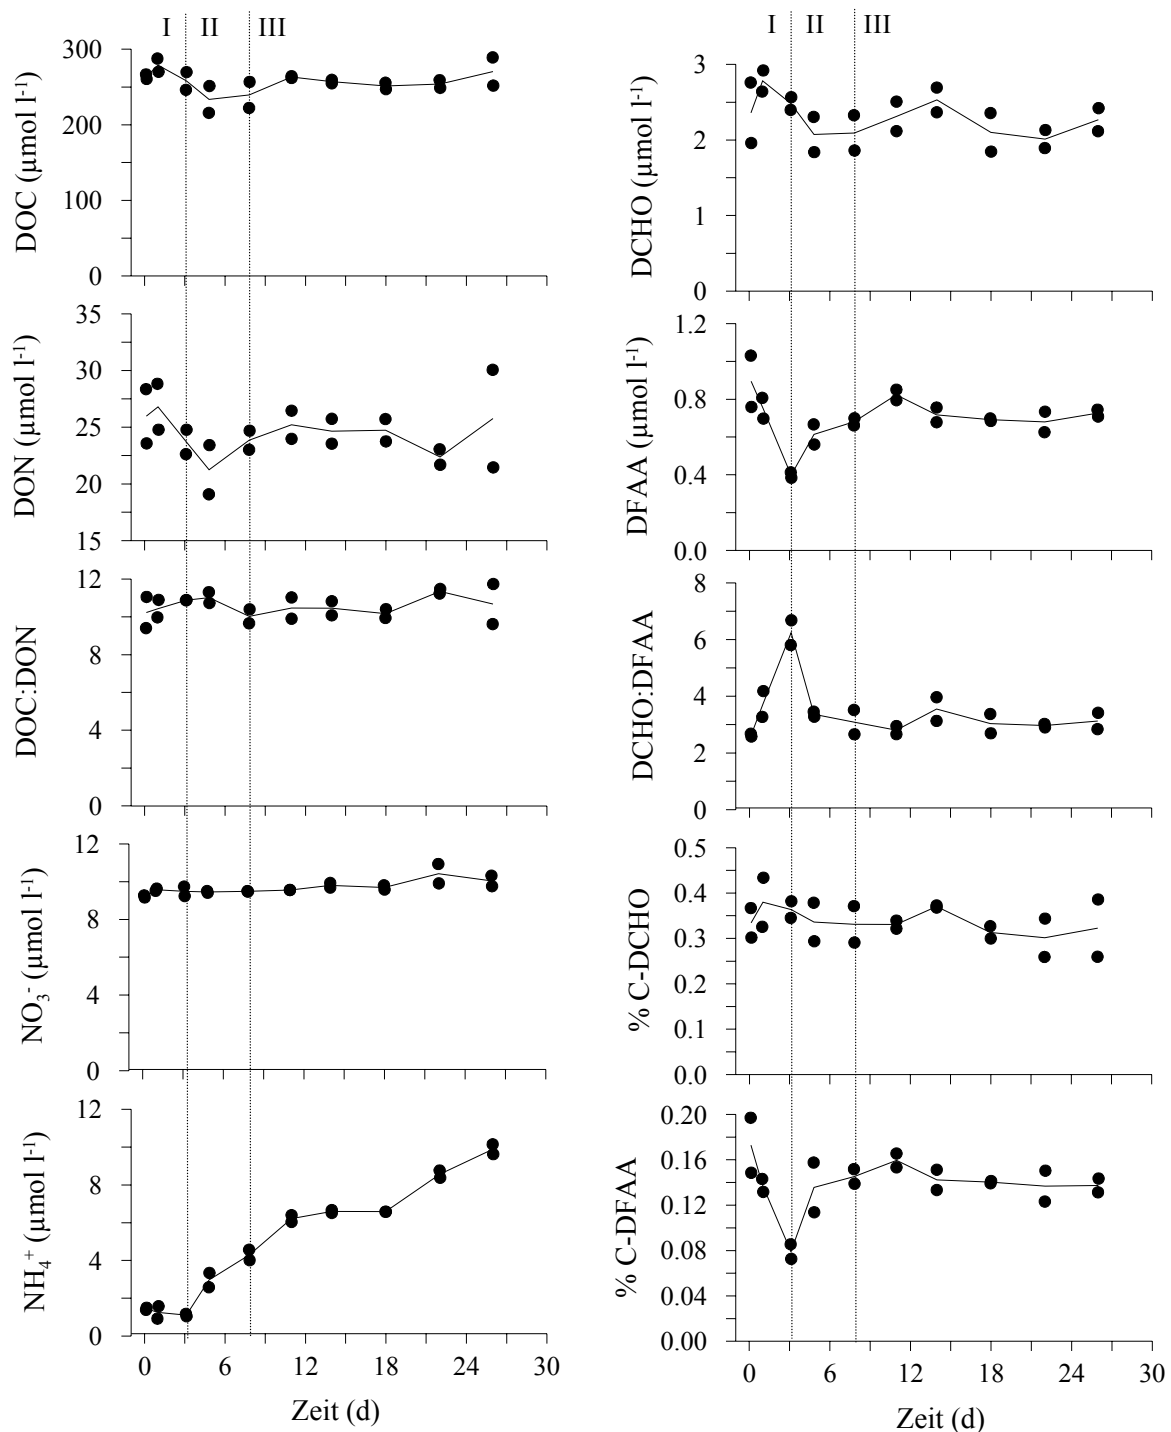 I II III
300
200
100
0
DOC (µmol l⁻¹)
35
30
25
20
15
DON (µmol l⁻¹)
12
8
4
0
DOC:DON
12
8
4
0
NO₃⁻ (µmol l⁻¹)
12
8
4
0
NH₄⁺ (µmol l⁻¹)
0 6 12 18 24 30
Zeit (d)
I II III
3
2
1
0
DCHO (µmol l⁻¹)
1.2
0.8
0.4
0.0
DFAA (µmol l⁻¹)
8
6
4
2
0
DCHO:DFAA
0.5
0.4
0.3
0.2
0.1
0.0
% C-DCHO
0.20
0.16
0.12
0.08
0.04
0.00
% C-DFAA
0 6 12 18 24 30
Zeit (d)